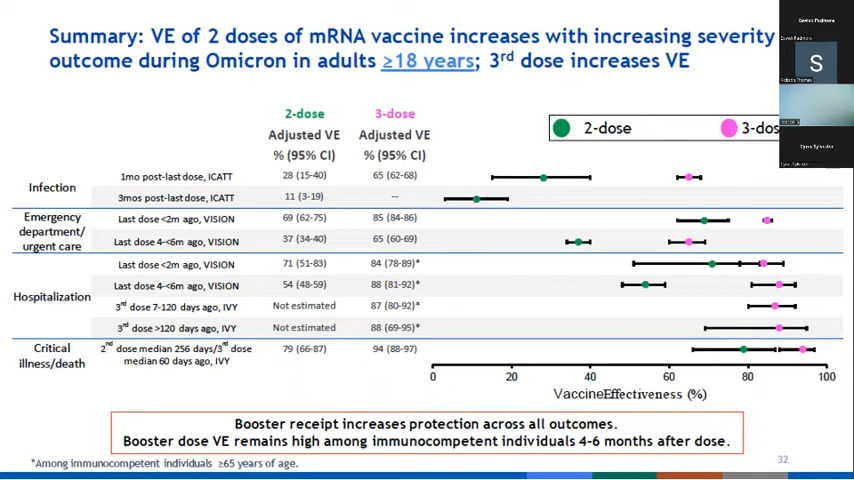 Summary: VE of 2 doses of mRNA vaccine increases with increasing severity
outcome during Omicron in adults ≥18 years; 3rd dose increases VE
2-dose
Adjusted VE
% (95% CI)
3-dose
Adjusted VE
% (95% CI)
2-dose
3-dos
Infection
1mo post-last dose, ICATT 28 (15-40) 65 (62-68)
3mos post-last dose, ICATT 11 (3-19) --
Emergency
department/
urgent care
Last dose <2m ago, VISION 69 (62-75) 85 (84-86)
Last dose 4-<6m ago, VISION 37 (34-40) 65 (60-69)
Hospitalization
Last dose <2m ago, VISION 71 (51-83) 84 (78-89)*
Last dose 4-<6m ago, VISION 54 (48-59) 88 (81-92)*
3rd dose 7-120 days ago, IVY Not estimated 87 (80-92)*
3rd dose >120 days ago, IVY Not estimated 88 (69-95)*
Critical
illness/death
2nd dose median 256 days/3rd dose
median 60 days ago, IVY
79 (66-87) 94 (88-97)
0 20 40 60 80 100
VaccineEffectiveness (%)
Booster receipt increases protection across all outcomes.
Booster dose VE remains high among immunocompetent individuals 4-6 months after dose.
*Among immunocompetent individuals ≥65 years of age.
32
S
Cyrus Sylvester